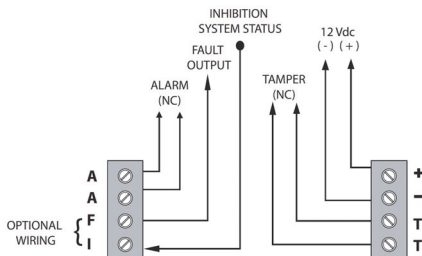 INHIBITION
SYSTEM STATUS
12 Vdc
(-) (+)
FAULT
OUTPUT
TAMPER
(NC)
ALARM
(NC)
A
A
F
I
OPTIONAL
WIRING
+
-
T
T